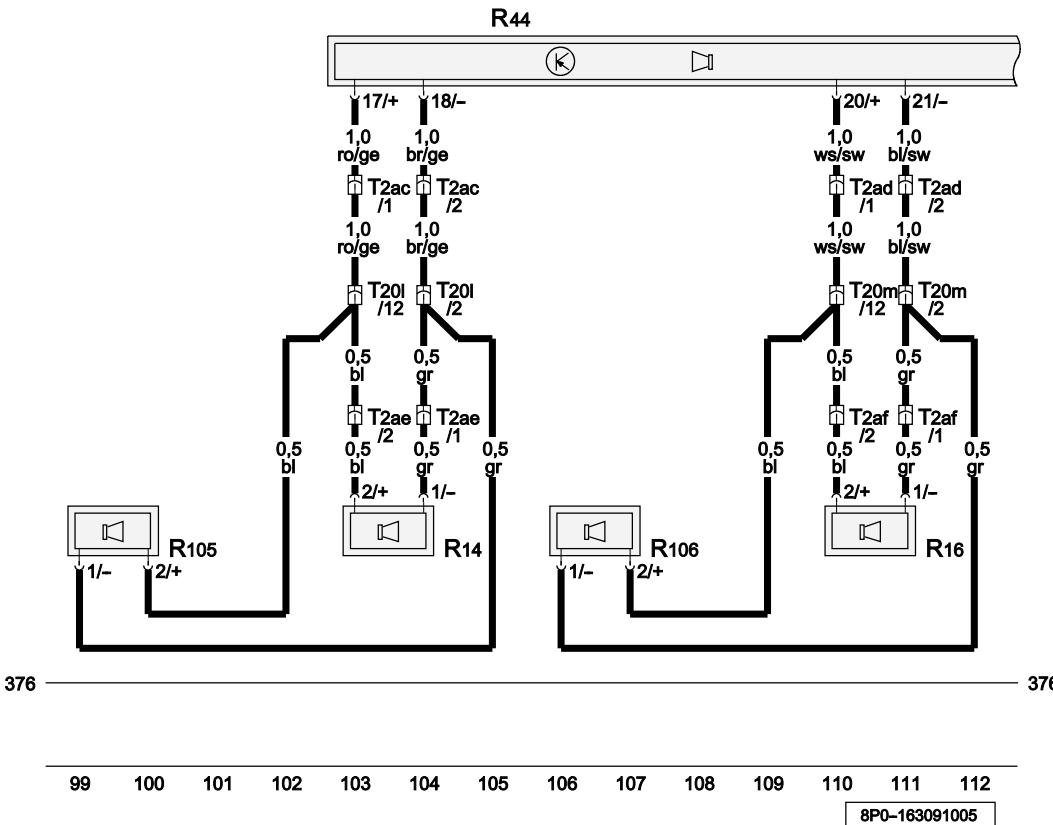 R44
17/+ 18/– 20/+ 21/–
1,0 1,0 1,0 1,0
ro/ge br/ge ws/sw bl/sw
T2ac T2ac T2ad T2ad
/1 /2 /1 /2
1,0 1,0 1,0 1,0
ro/ge br/ge ws/sw bl/sw
T20l T20l T20m T20m
/12 /2 /12 /2
0,5 0,5 0,5 0,5
bl gr bl gr
T2ae T2ae T2af T2af
/2 /1 /2 /1
0,5 0,5 0,5 0,5 0,5 0,5 0,5 0,5
bl bl gr gr bl bl gr gr
2/+ 1/– 2/+ 1/–
R105 R14 R106 R16
1/– 2/+ 1/– 2/+
376 376
99 100 101 102 103 104 105 106 107 108 109 110 111 112
8P0–163091005